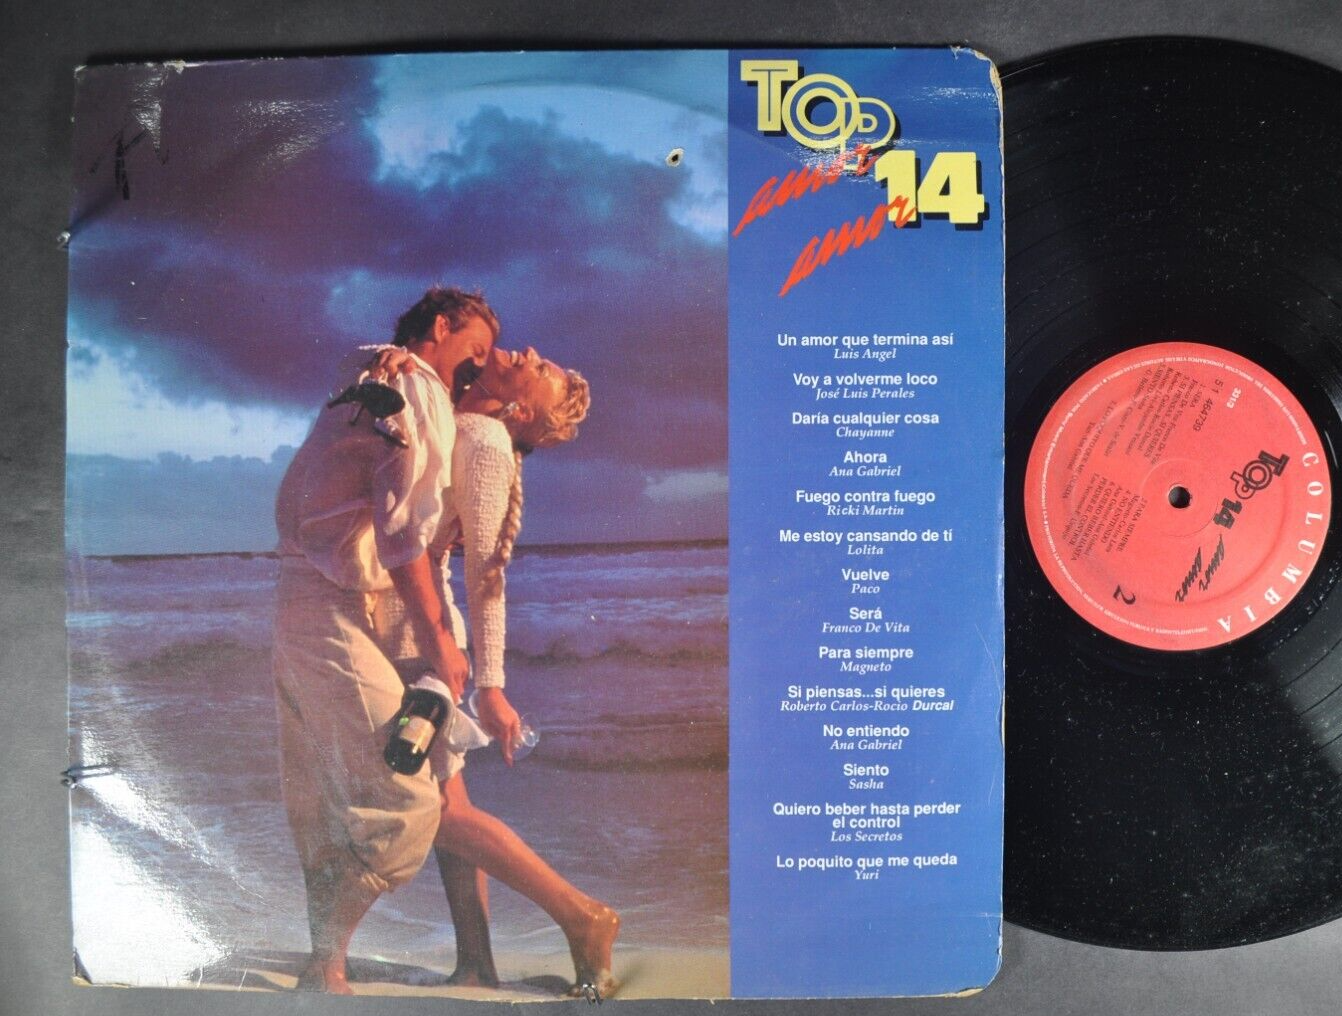 TOP
amor 14
amor
Un amor que termina así
Luis Angel
Voy a volverme loco
José Luis Perales
Daría cualquier cosa
Chayanne
Ahora
Ana Gabriel
Fuego contra fuego
Ricki Martin
Me estoy cansando de tí
Lolita
Vuelve
Paco
Será
Franco De Vita
Para siempre
Magneto
Si piensas...si quieres
Roberto Carlos-Rocio Durcal
No entiendo
Ana Gabriel
Siento
Sasha
Quiero beber hasta perder
el control
Los Secretos
Lo poquito que me queda
Yuri
COLUMBIA
TOP 14
amor
amor
2
3313
51 464739